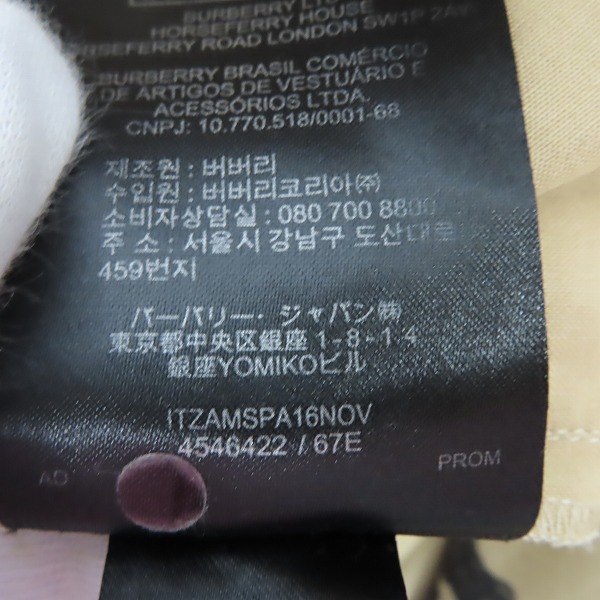 BURBERRY LTD
HORSEFERRY HOUSE
HORSEFERRY ROAD LONDON SW1P 2AW
BURBERRY BRASIL COMÉRCIO
DE ARTIGOS DE VESTUÁRIO E
ACESSÓRIOS LTDA.
CNPJ: 10.770.518/0001-68
제조원 : 버버리
수입원 : 버버리코리아㈜
소비자상담실 : 080 700 8800
주 소 : 서울시 강남구 도산대로
459번지
バーバリー・ジャパン㈱
東京都中央区銀座 1-8-14
銀座YOMIKOビル
ITZAMSPA16NOV
4546422 / 67E
AD PROM